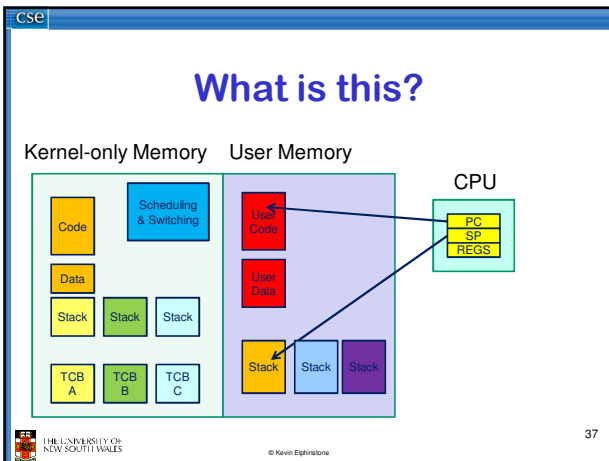 cse
What is this?
Kernel-only Memory
User Memory
CPU
Code
Scheduling
& Switching
Data
Stack
Stack
Stack
TCB
A
TCB
B
TCB
C
User
Code
User
Data
Stack
Stack
Stack
PC
SP
REGS
THE UNIVERSITY OF
NEW SOUTH WALES
© Kevin Elphinstone
37